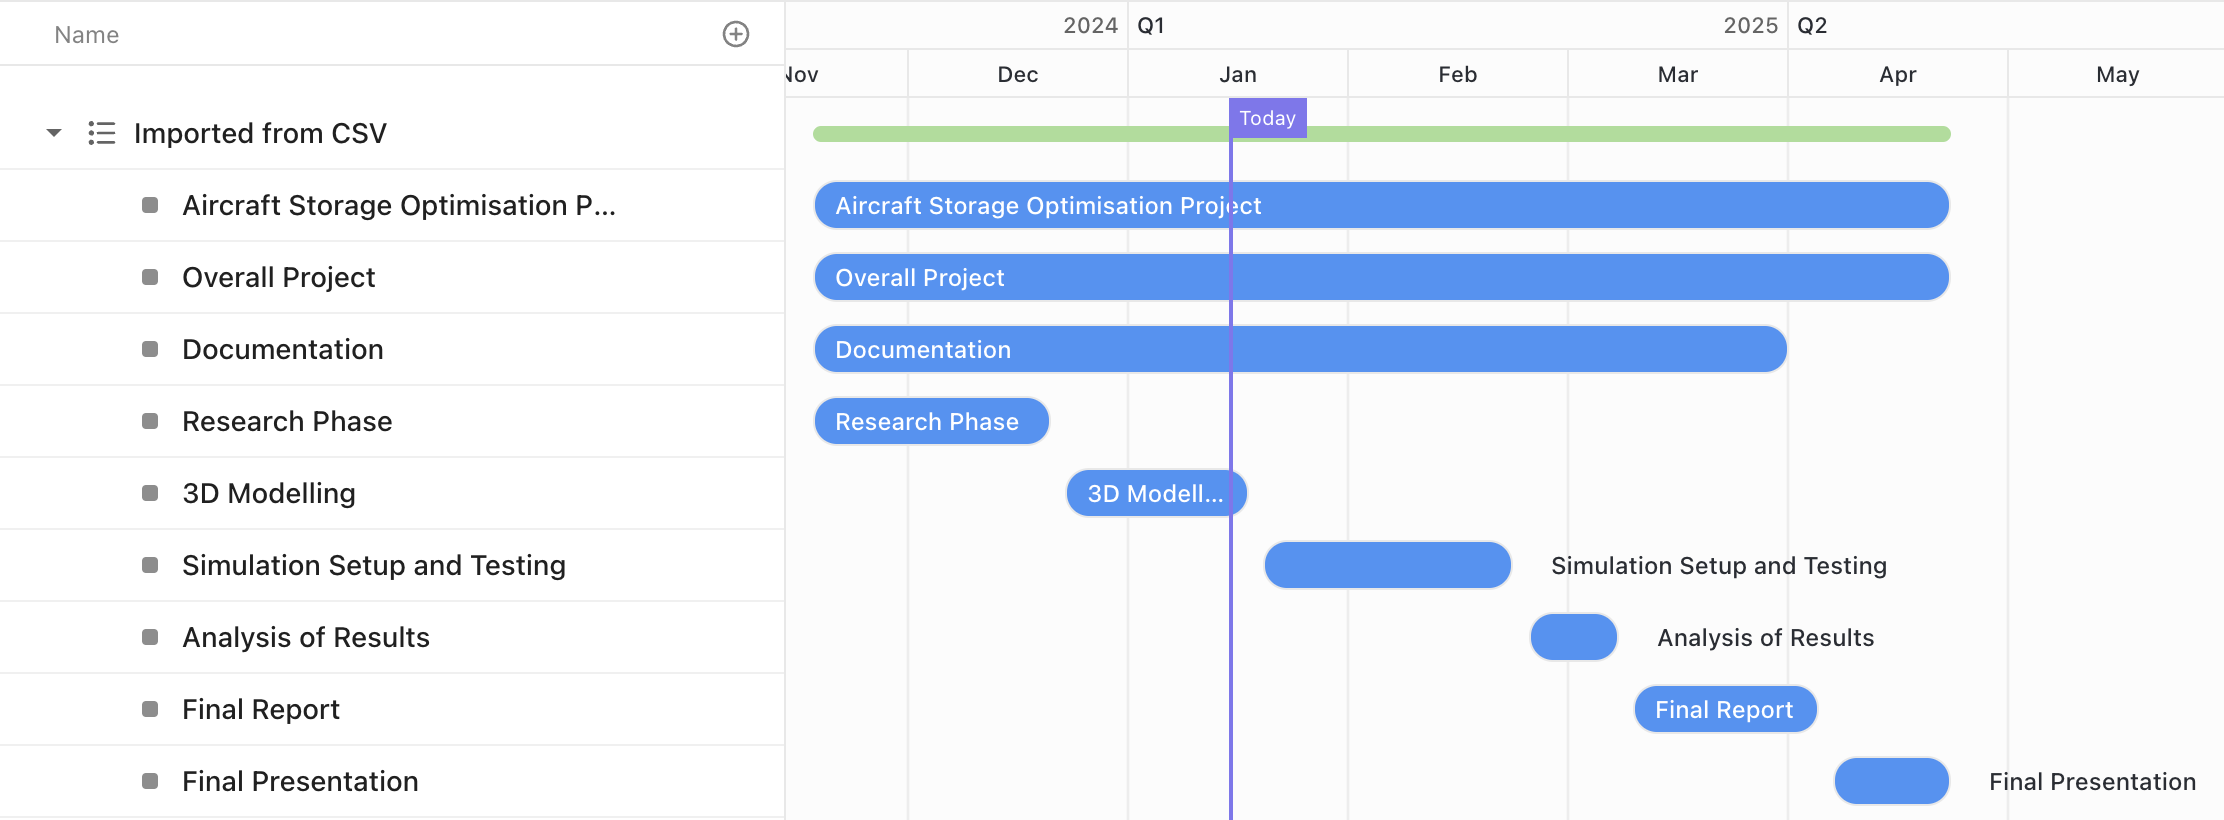 Name
2024 Q1 2025 Q2
Nov Dec Jan Feb Mar Apr May
Today
Imported from CSV
Aircraft Storage Optimisation P... Aircraft Storage Optimisation Project
Overall Project Overall Project
Documentation Documentation
Research Phase Research Phase
3D Modelling 3D Modell...
Simulation Setup and Testing Simulation Setup and Testing
Analysis of Results Analysis of Results
Final Report Final Report
Final Presentation Final Presentation